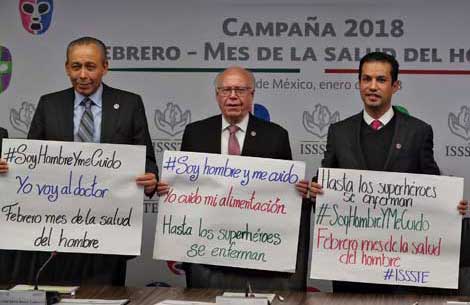 CAMPAÑA 2018
FEBRERO - MES DE LA SALUD DEL HO
de México, enero
ISSSTE
ISSS
#SoyHombreYmeCuido
Yo voy al doctor
Febrero mes de la salud
del hombre
#Soy hombre y me cuido
Yo cuido mi alimentación
Hasta los superhéroes
se enferman
Hasta los superhéroes
se enferman
#SoyHombreYMeCuido
Febrero mes de la salud
del hombre
#ISSSTE